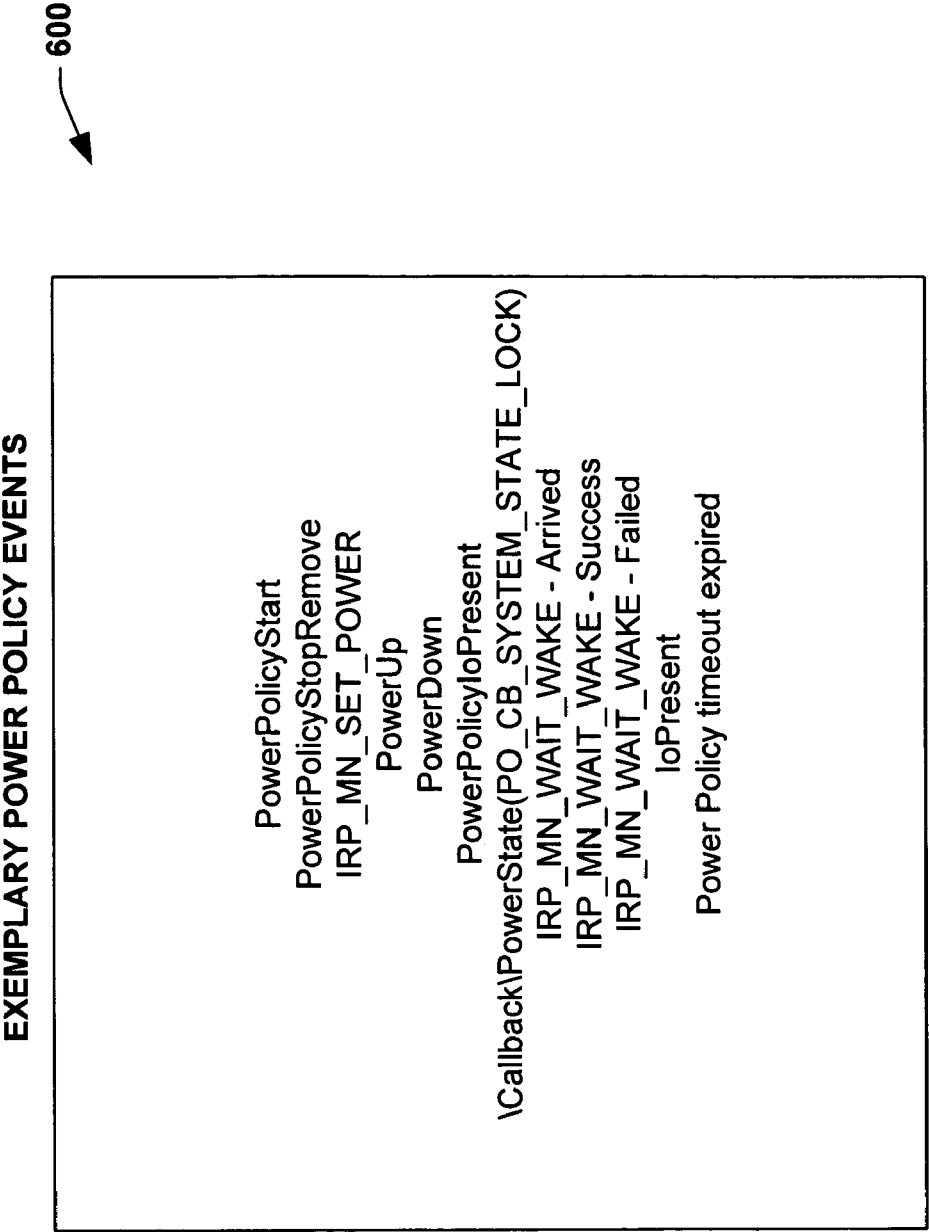 EXEMPLARY POWER POLICY EVENTS
600
PowerPolicyStart
PowerPolicyStopRemove
IRP_MN_SET_POWER
PowerUp
PowerDown
PowerPolicyIoPresent
\Callback\PowerState(PO_CB_SYSTEM_STATE_LOCK)
IRP_MN_WAIT_WAKE - Arrived
IRP_MN_WAIT_WAKE - Success
IRP_MN_WAIT_WAKE - Failed
IoPresent
Power Policy timeout expired